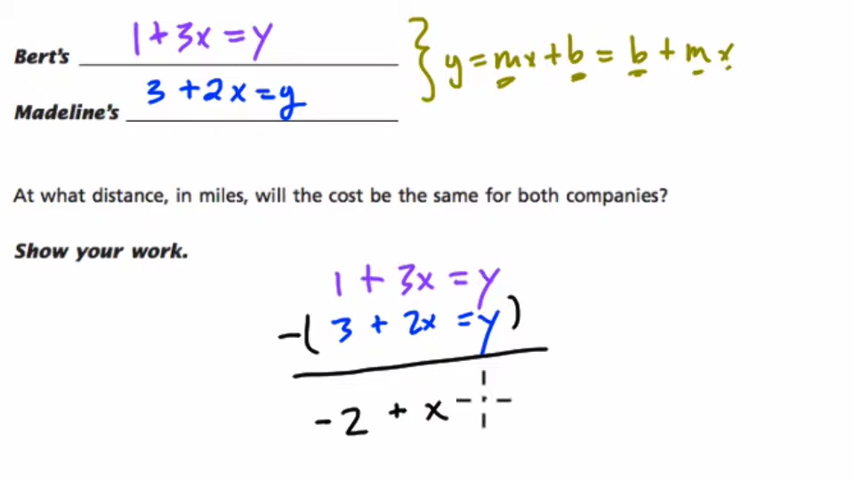 Bert's 1 + 3x = y } y = mx + b = b + mx
Madeline's 3 + 2x = y
At what distance, in miles, will the cost be the same for both companies?
Show your work.
1 + 3x = y
-( 3 + 2x = y )
-2 + x